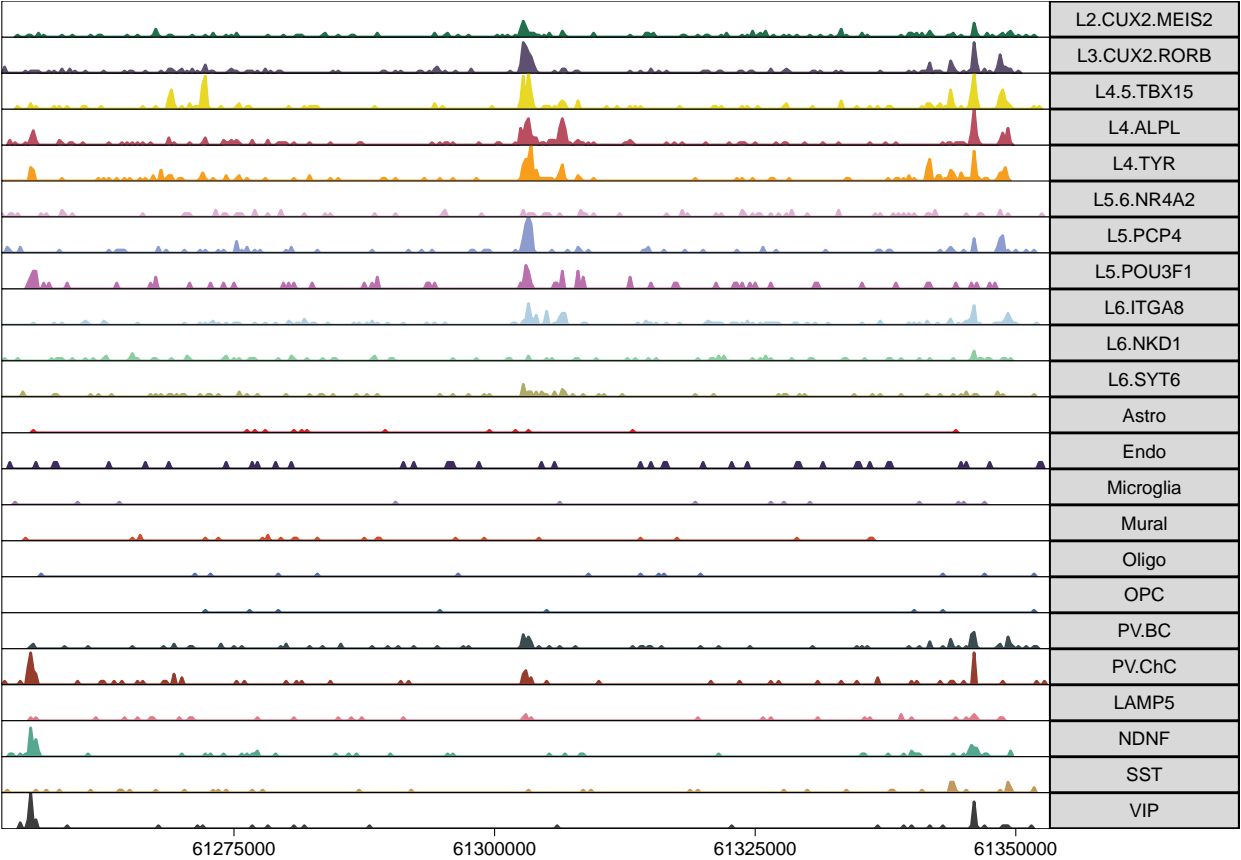 L2.CUX2.MEIS2
L3.CUX2.RORB
L4.5.TBX15
L4.ALPL
L4.TYR
L5.6.NR4A2
L5.PCP4
L5.POU3F1
L6.ITGA8
L6.NKD1
L6.SYT6
Astro
Endo
Microglia
Mural
Oligo
OPC
PV.BC
PV.ChC
LAMP5
NDNF
SST
VIP
61275000 61300000 61325000 61350000